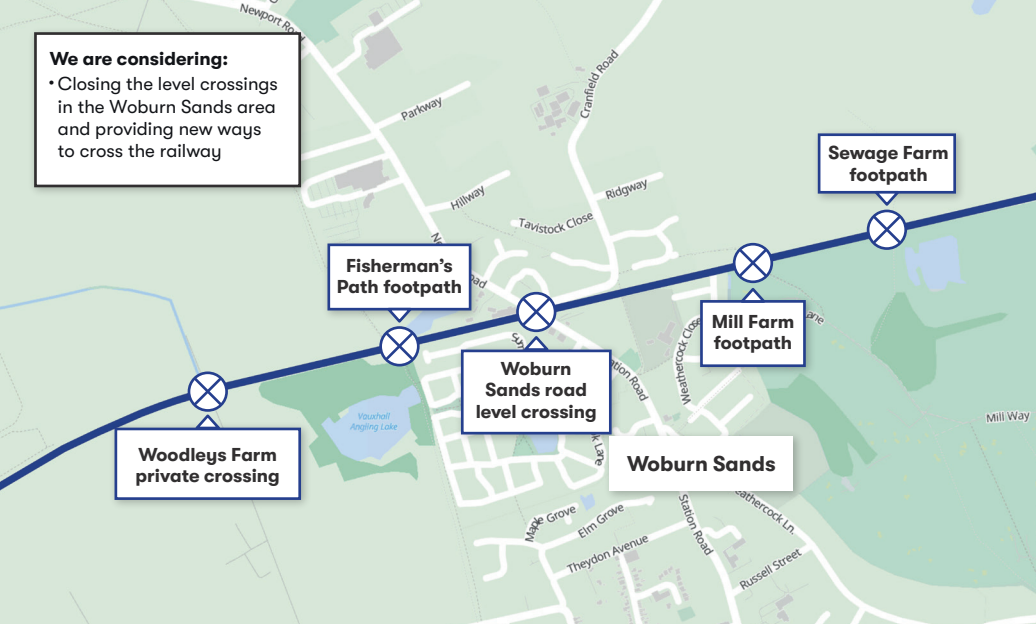 Newport Road
We are considering:
• Closing the level crossings
in the Woburn Sands area
and providing new ways
to cross the railway
Parkway
Cranfield Road
Hillway
Ridgway
Tavistock Close
Sewage Farm
footpath
Fisherman's
Path footpath
Mill Farm
footpath
Woburn
Sands road
level crossing
Weathercock Close
Vauxhall
Angling Lake
Mill Way
Woodleys Farm
private crossing
Woburn Sands
Maple Grove
Elm Grove
Station Road
Theydon Avenue
Russell Street